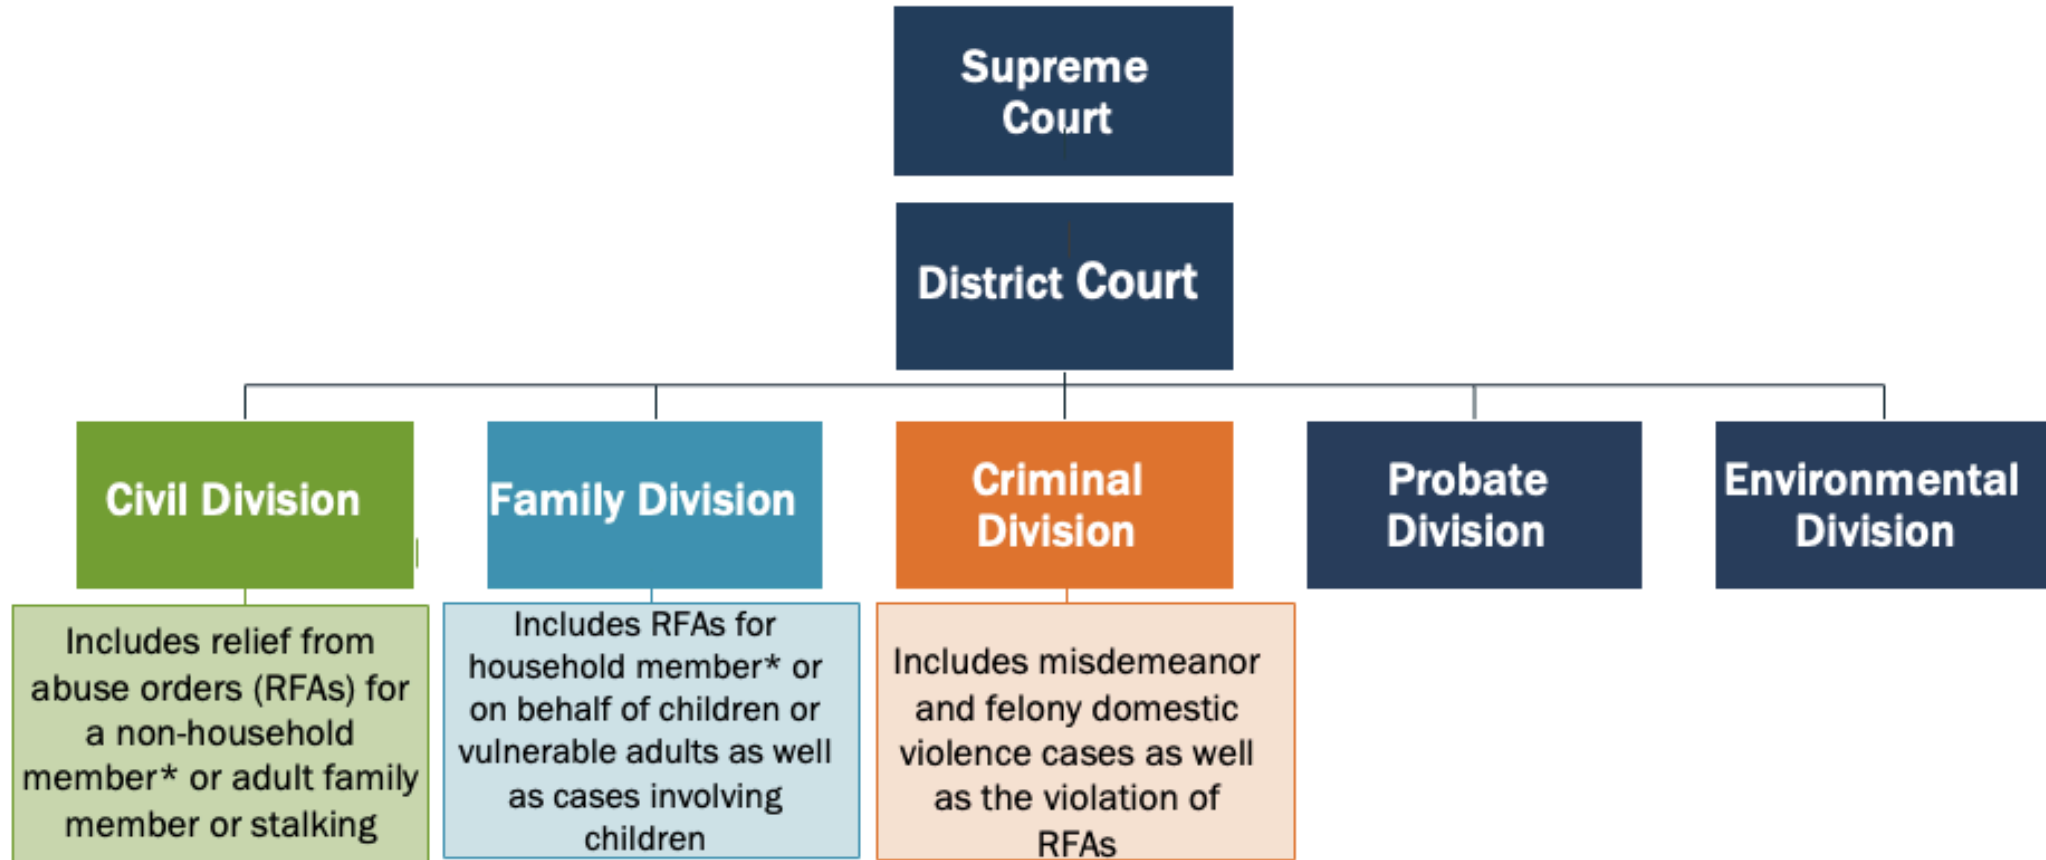 Supreme
Court
District Court
Civil Division
Family Division
Criminal
Division
Probate
Division
Environmental
Division
Includes relief from
abuse orders (RFAs) for
a non-household
member* or adult family
member or stalking
Includes RFAs for
household member* or
on behalf of children or
vulnerable adults as well
as cases involving
children
Includes misdemeanor
and felony domestic
violence cases as well
as the violation of
RFAs